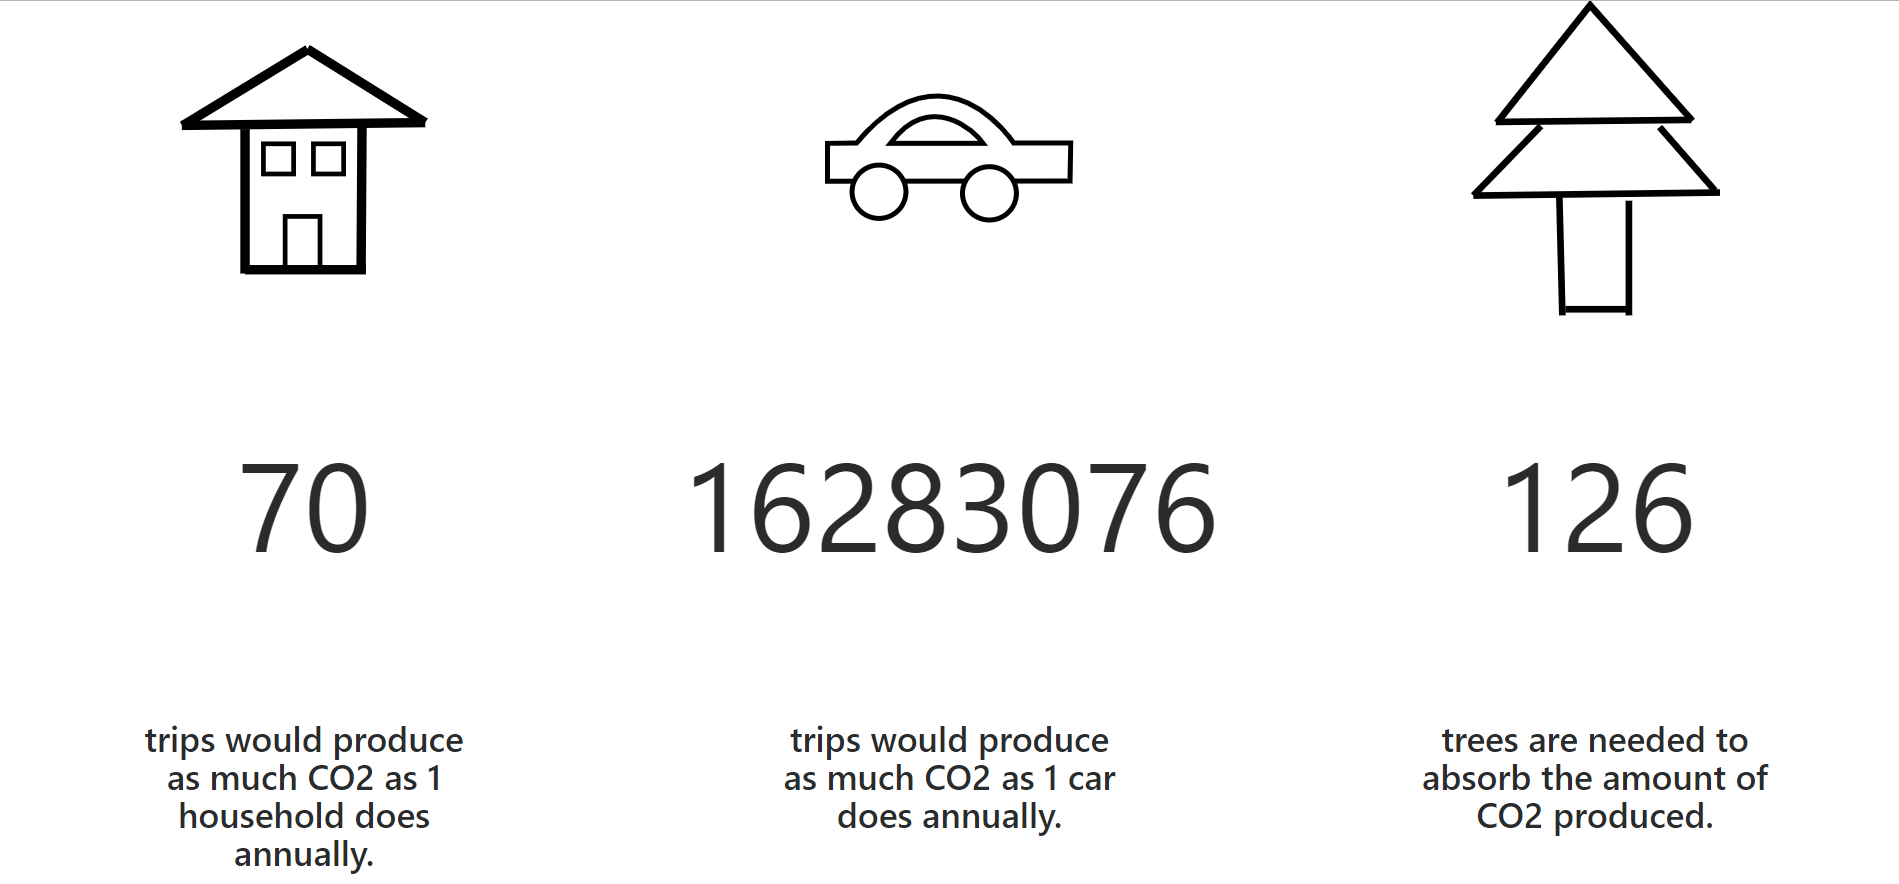 70
trips would produce
as much CO2 as 1
household does
annually.
16283076
trips would produce
as much CO2 as 1 car
does annually.
126
trees are needed to
absorb the amount of
CO2 produced.